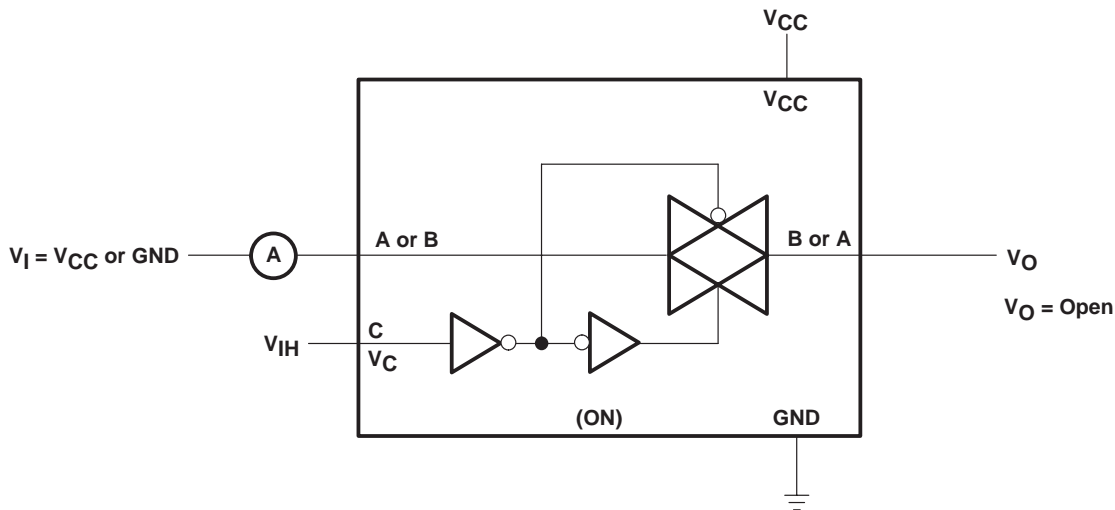 VCC
VCC
A or B
B or A
VI = VCC or GND
A
VO
VO = Open
C
VIH
VC
(ON)
GND